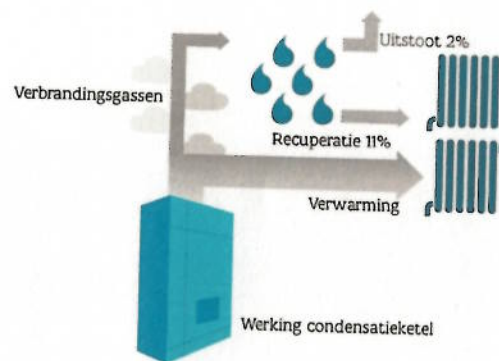 Uitstoot 2%
Verbrandingsgassen
Recuperatie 11%
Verwarming
Werking condensatieketel